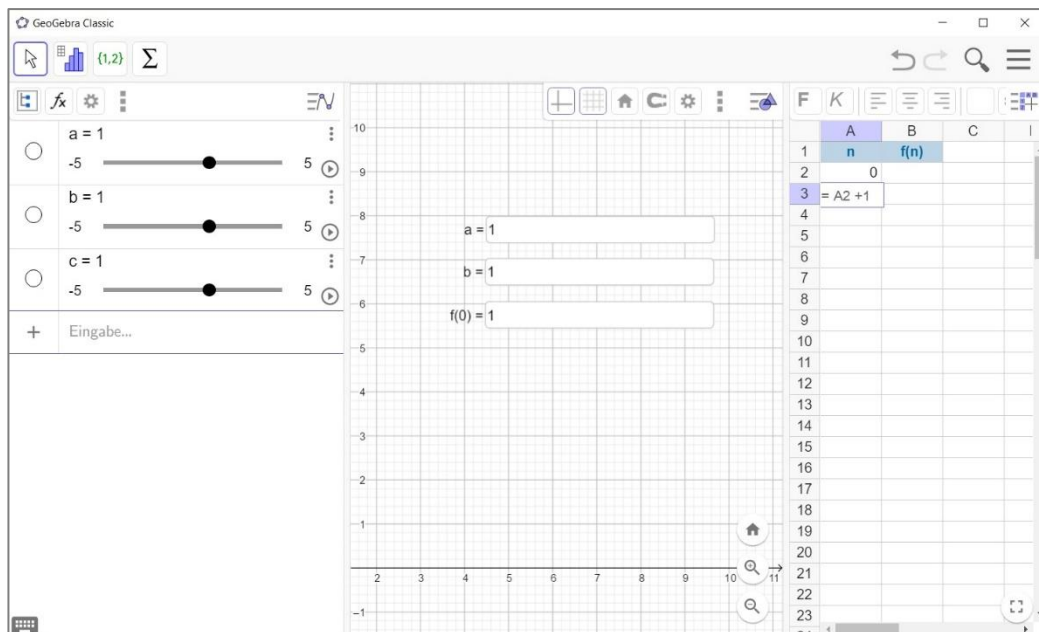 GeoGebra Classic
{1,2} Σ
fx
F K
a = 1
-5 5
b = 1
-5 5
c = 1
-5 5
+ Eingabe...
10
9
8
7
6
5
4
3
2
1
−1
2 3 4 5 6 7 8 9 10 11
a = 1
b = 1
f(0) = 1
A B C
1 n f(n)
2 0
3 = A2 +1
4
5
6
7
8
9
10
11
12
13
14
15
16
17
18
19
20
21
22
23